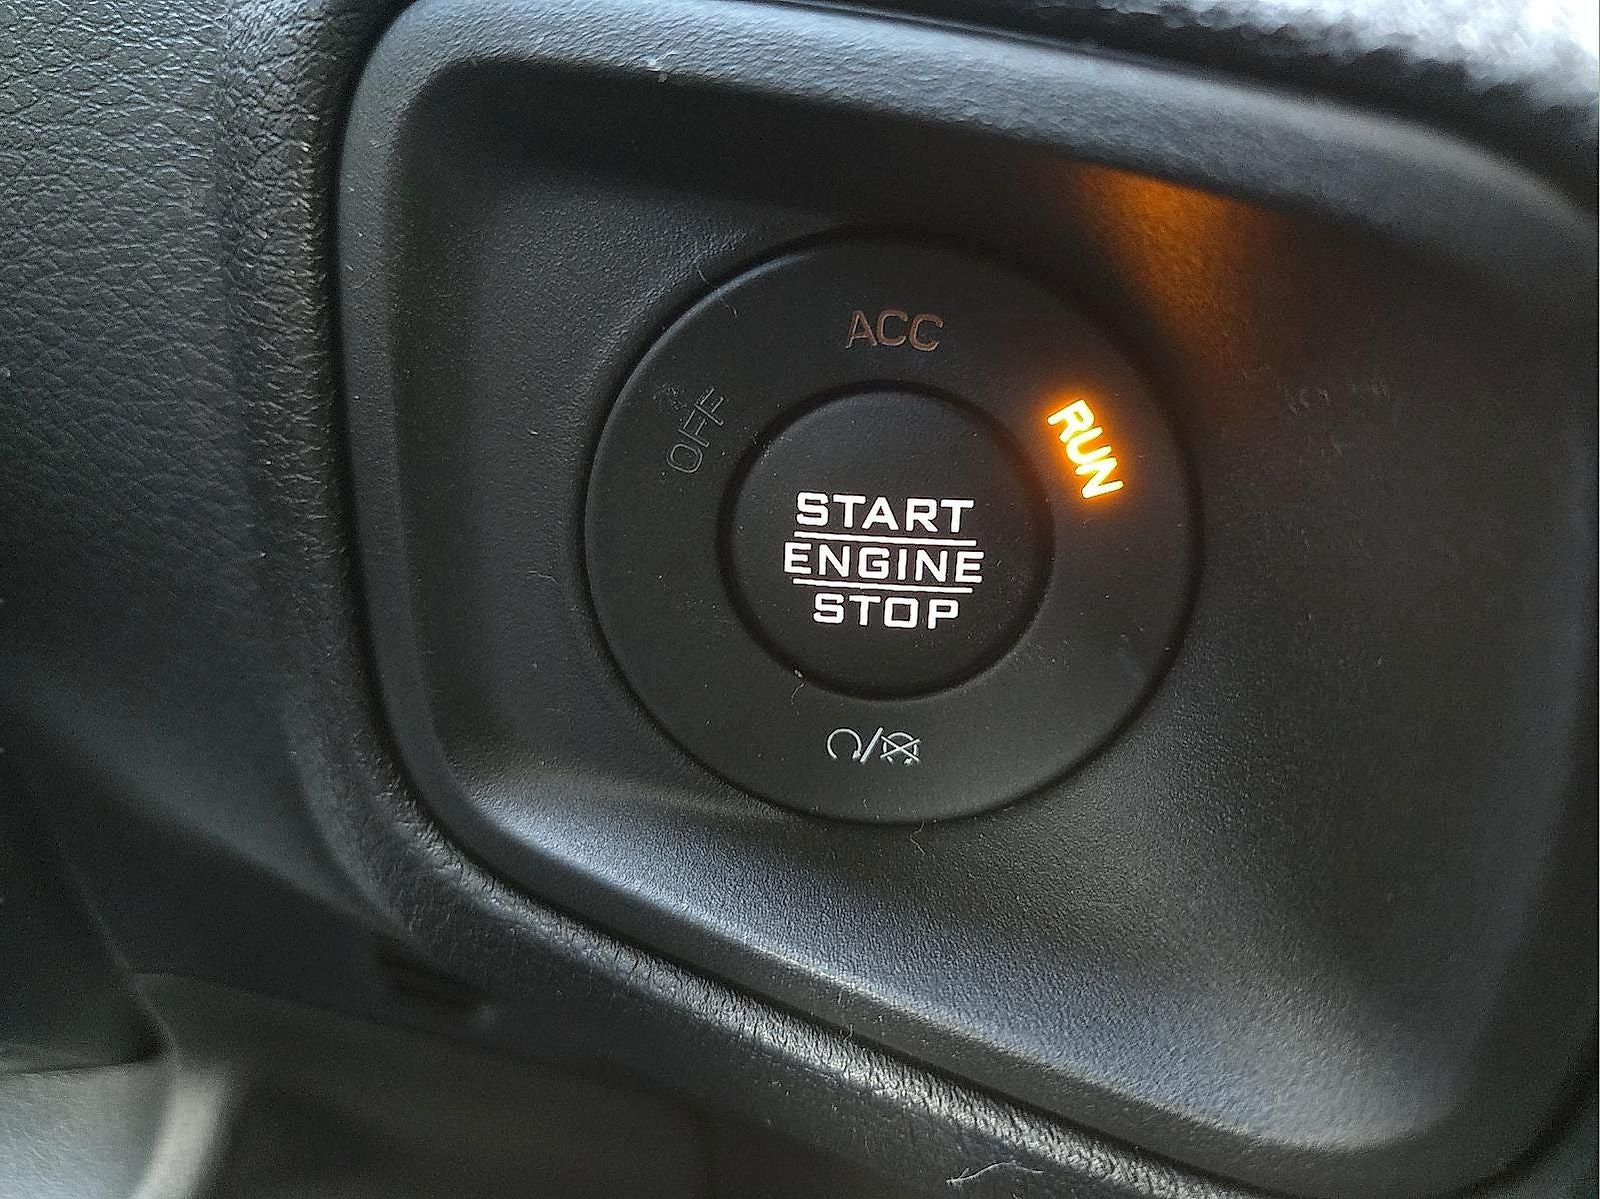 ACC
OFF
RUN
START
ENGINE
STOP